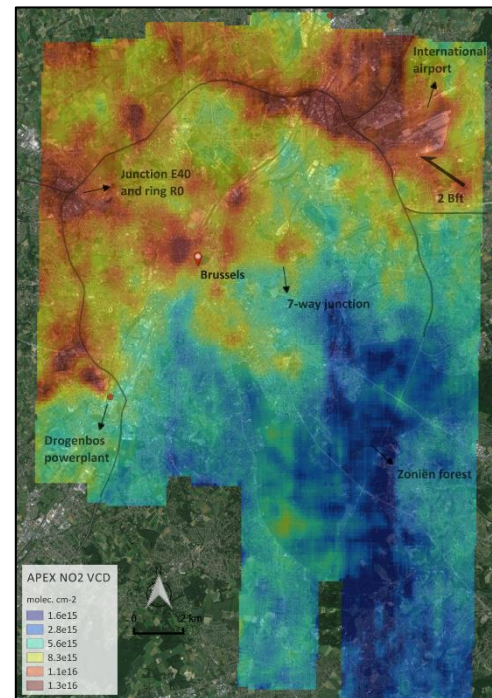 International
airport
Junction E40
and ring R0
2 Bft
Brussels
7-way junction
Drogenbos
powerplant
Zoniën forest
APEX NO2 VCD
molec. cm-2
1.6e15
2.8e15
5.6e15
8.3e15
1.1e16
1.3e16
N
0 2 km